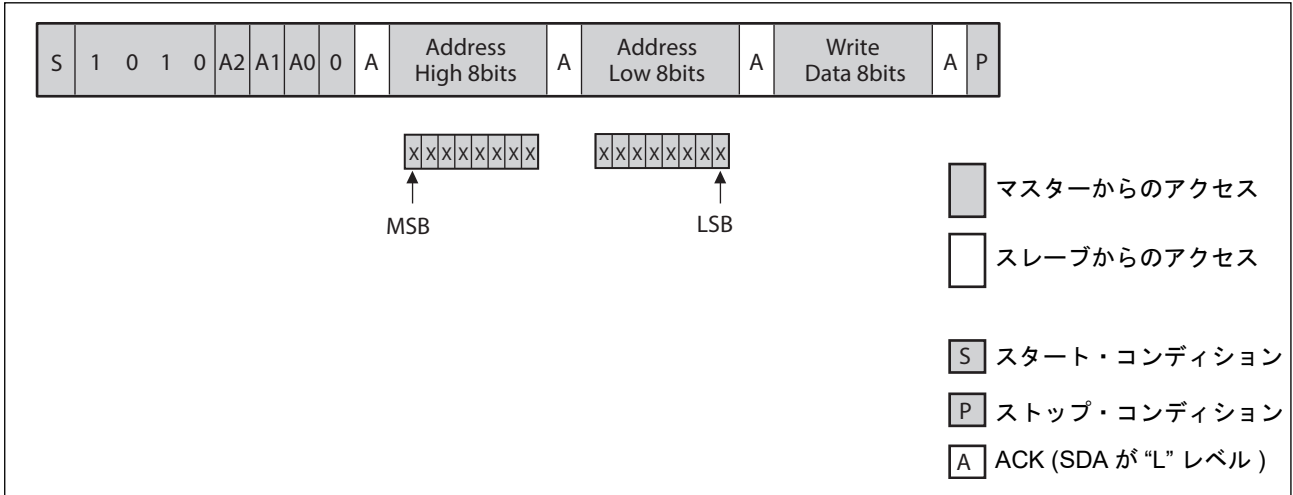 S 1 0 1 0 A2 A1 A0 0 A Address High 8bits A Address Low 8bits A Write Data 8bits A P
X X X X X X X X X X X X X X X X
MSB LSB
マスターからのアクセス
スレーブからのアクセス
S スタート・コンディション
P ストップ・コンディション
A ACK (SDA が “L” レベル )